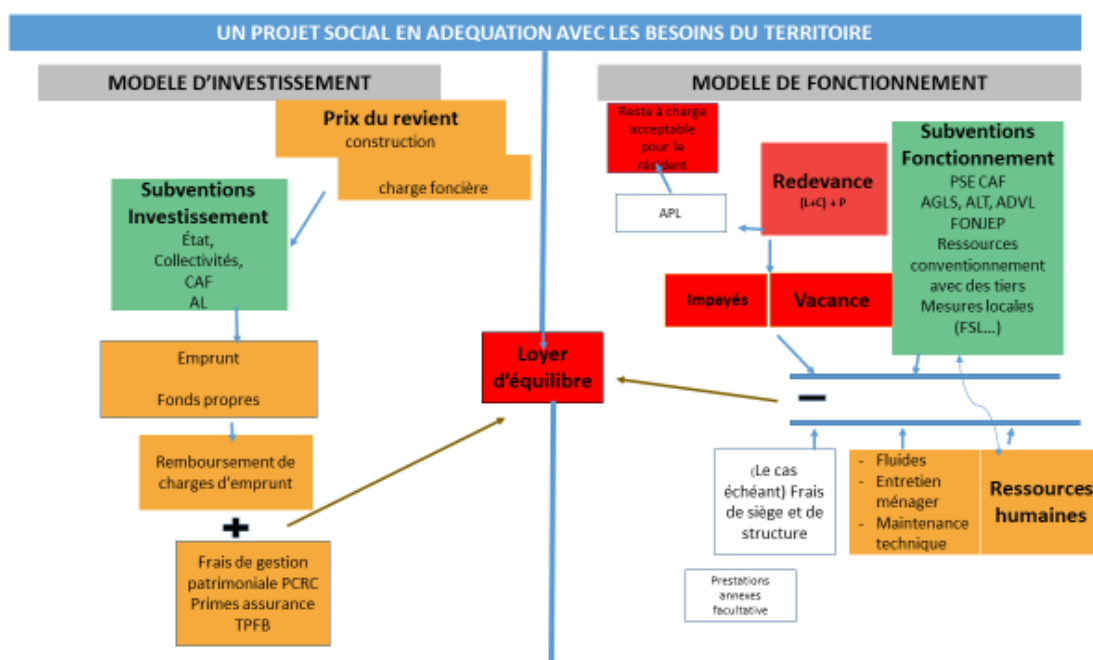 UN PROJET SOCIAL EN ADEQUATION AVEC LES BESOINS DU TERRITOIRE
MODELE D'INVESTISSEMENT
Prix du revient
construction
charge foncière
Subventions
Investissement
État,
Collectivités,
CAF
AL
Emprunt
Fonds propres
Remboursement de
charges d'emprunt
+
Frais de gestion
patrimoniale PCRC
Primes assurance
TPFB
Loyer
d'équilibre
MODELE DE FONCTIONNEMENT
Reste à charge
acceptable
pour le
résident
APL
Redevance
(L+C) + P
Impayés
Vacance
Subventions
Fonctionnement
PSE CAF
AGLS, ALT, ADVL
FONJEP
Ressources
conventionnement
avec des tiers
Mesures locales
(FSL...)
–
(Le cas
échéant) Frais
de siège et de
structure
- Fluides
- Entretien
ménager
- Maintenance
technique
Ressources
humaines
Prestations
annexes
facultative